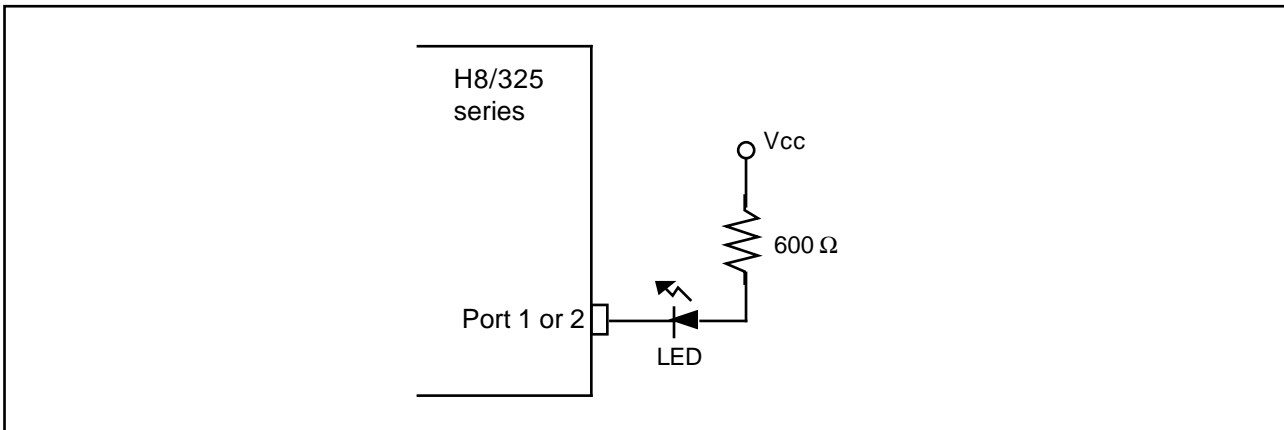 H8/325
series
Vcc
600 Ω
Port 1 or 2
LED